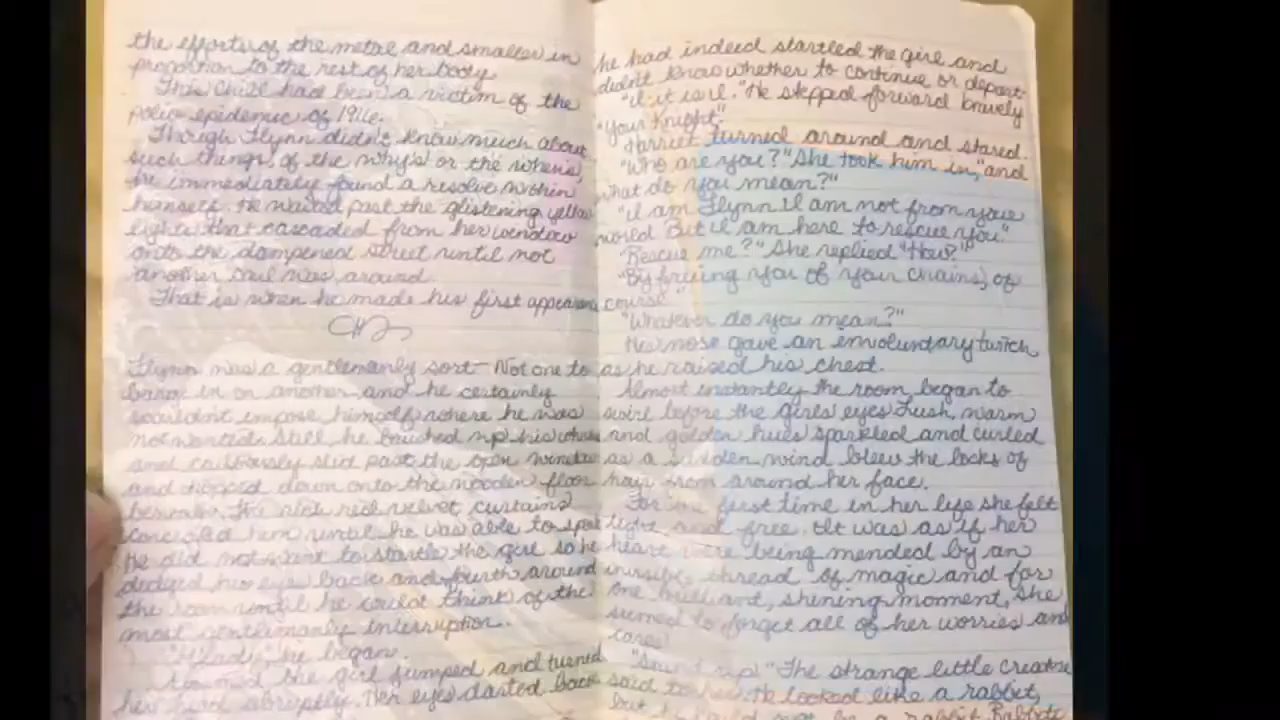 the efforts of the metal and smaller in
proportion to the rest of her body
This child had been a victim of the
polio epidemic of 1916.
Though Flynn didn't know much about
such things, of the why's or the when's,
he immediately found a resolve within
himself. He waited past the glistening yellow
lights that cascaded from her window
onto the dampened street until not
another soul was around
That is when he made his first appearance
Flynn was a gentlemanly sort - Not one to
barge in on another and he certainly
wouldn't impose himself where he was
not wanted. Still, he brushed up his
and cautiously slid past the open window
and dropped down onto the wooden floor
beneath. The red velvet curtains
concealed him until he was able to spot
He did not want to startle the girl so he
dodged his eyes back and fourth around
the room until he could think of the
most gentlemanly interruption.
"M'lady," he began.
the girl jumped and turned
her head abruptly. Her eyes darted back
he had indeed startled the girl and
didn't know whether to continue or depart.
"I-it is I." He stepped forward bravely
"Your Knight."
Harriet turned around and stared.
"Who are you?" She took him in, "and
what do you mean?"
"I am Flynn I am not from your
world But I am here to rescue you"
"Rescue me?" She replied "How?"
"By freeing you of your chains, of
course."
"Whatever do you mean?"
His nose gave an involuntary twitch
as he raised his chest.
Almost instantly the room began to
swirl before the girls eyes Lush, warm
and golden hues sparkled and curled
as a sudden wind blew the locks of
hair from around her face.
For the first time in her life she felt
light and free. It was as if her
heart were being mended by an
invisible thread of magic and for
one brilliant, shining moment, she
seemed to forget all of her worries and
cares!
"Stand up!" The strange little creature
said to her. He looked like a rabbit,
but he could not be a rabbit. Rabbits